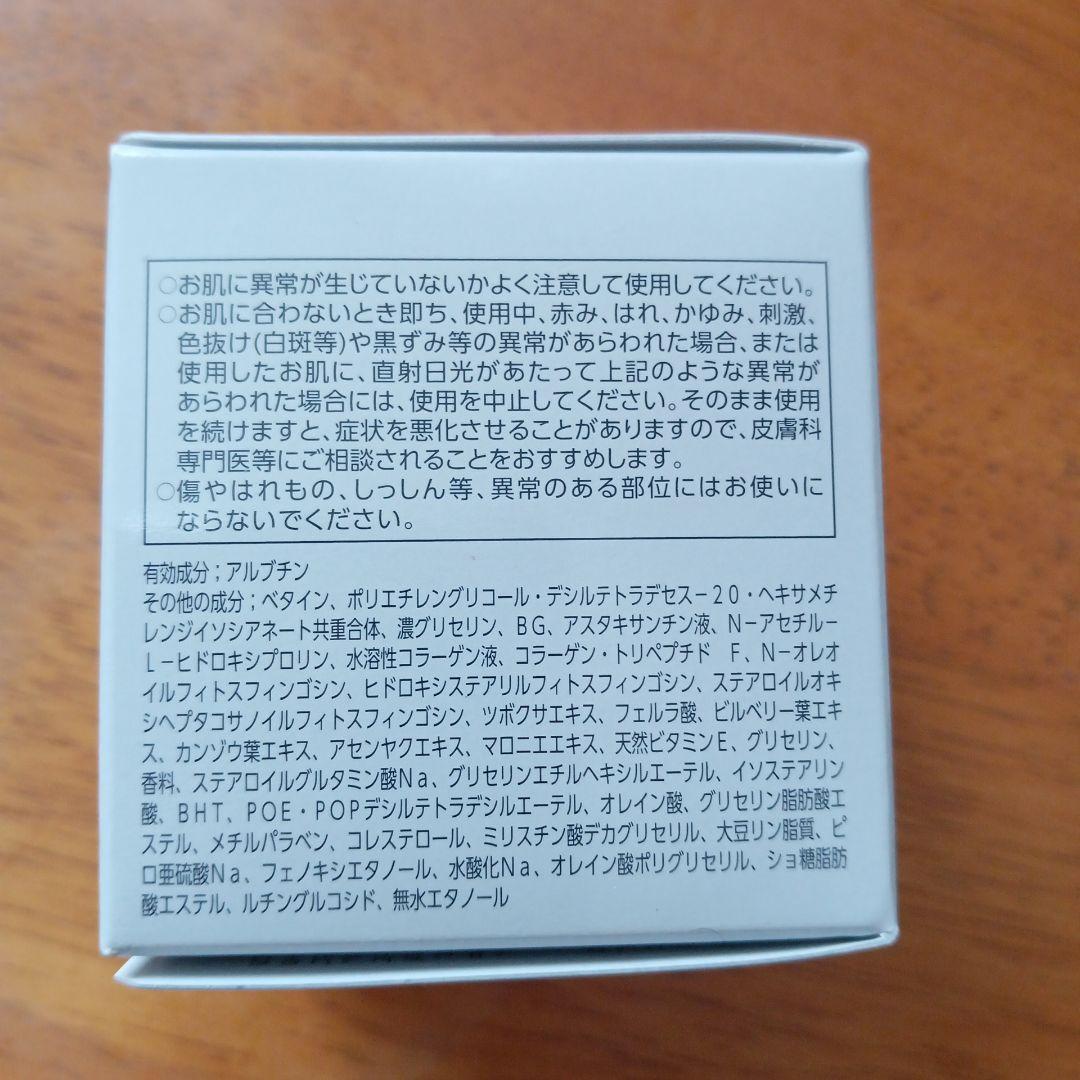 ○お肌に異常が生じていないかよく注意して使用してください。
○お肌に合わないとき即ち、使用中、赤み、はれ、かゆみ、刺激、
色抜け(白斑等)や黒ずみ等の異常があらわれた場合、または
使用したお肌に、直射日光があたって上記のような異常が
あらわれた場合には、使用を中止してください。そのまま使用
を続けますと、症状を悪化させることがありますので、皮膚科
専門医等にご相談されることをおすすめします。
○傷やはれもの、しっしん等、異常のある部位にはお使いに
ならないでください。
有効成分；アルブチン
その他の成分；ベタイン、ポリエチレングリコール・デシルテトラデセス－２０・ヘキサメチ
レンジイソシアネート共重合体、濃グリセリン、ＢＧ、アスタキサンチン液、Ｎ－アセチル－
Ｌ－ヒドロキシプロリン、水溶性コラーゲン液、コラーゲン・トリペプチド Ｆ、Ｎ－オレオ
イルフィトスフィンゴシン、ヒドロキシステアリルフィトスフィンゴシン、ステアロイルオキ
シヘプタコサノイルフィトスフィンゴシン、ツボクサエキス、フェルラ酸、ビルベリー葉エキ
ス、カンゾウ葉エキス、アセンヤクエキス、マロニエエキス、天然ビタミンＥ、グリセリン、
香料、ステアロイルグルタミン酸Ｎａ、グリセリンエチルヘキシルエーテル、イソステアリン
酸、ＢＨＴ、ＰＯＥ・ＰＯＰデシルテトラデシルエーテル、オレイン酸、グリセリン脂肪酸エ
ステル、メチルパラベン、コレステロール、ミリスチン酸デカグリセリル、大豆リン脂質、ピ
ロ亜硫酸Ｎａ、フェノキシエタノール、水酸化Ｎａ、オレイン酸ポリグリセリル、ショ糖脂肪
酸エステル、ルチングルコシド、無水エタノール